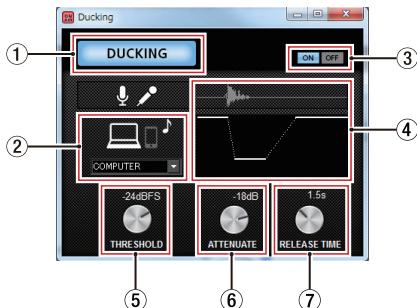 Ducking
1
DUCKING
ON OFF
3
2
COMPUTER
4
-24dBFS
THRESHOLD
-18dB
ATTENUATE
1.5s
RELEASE TIME
5
6
7